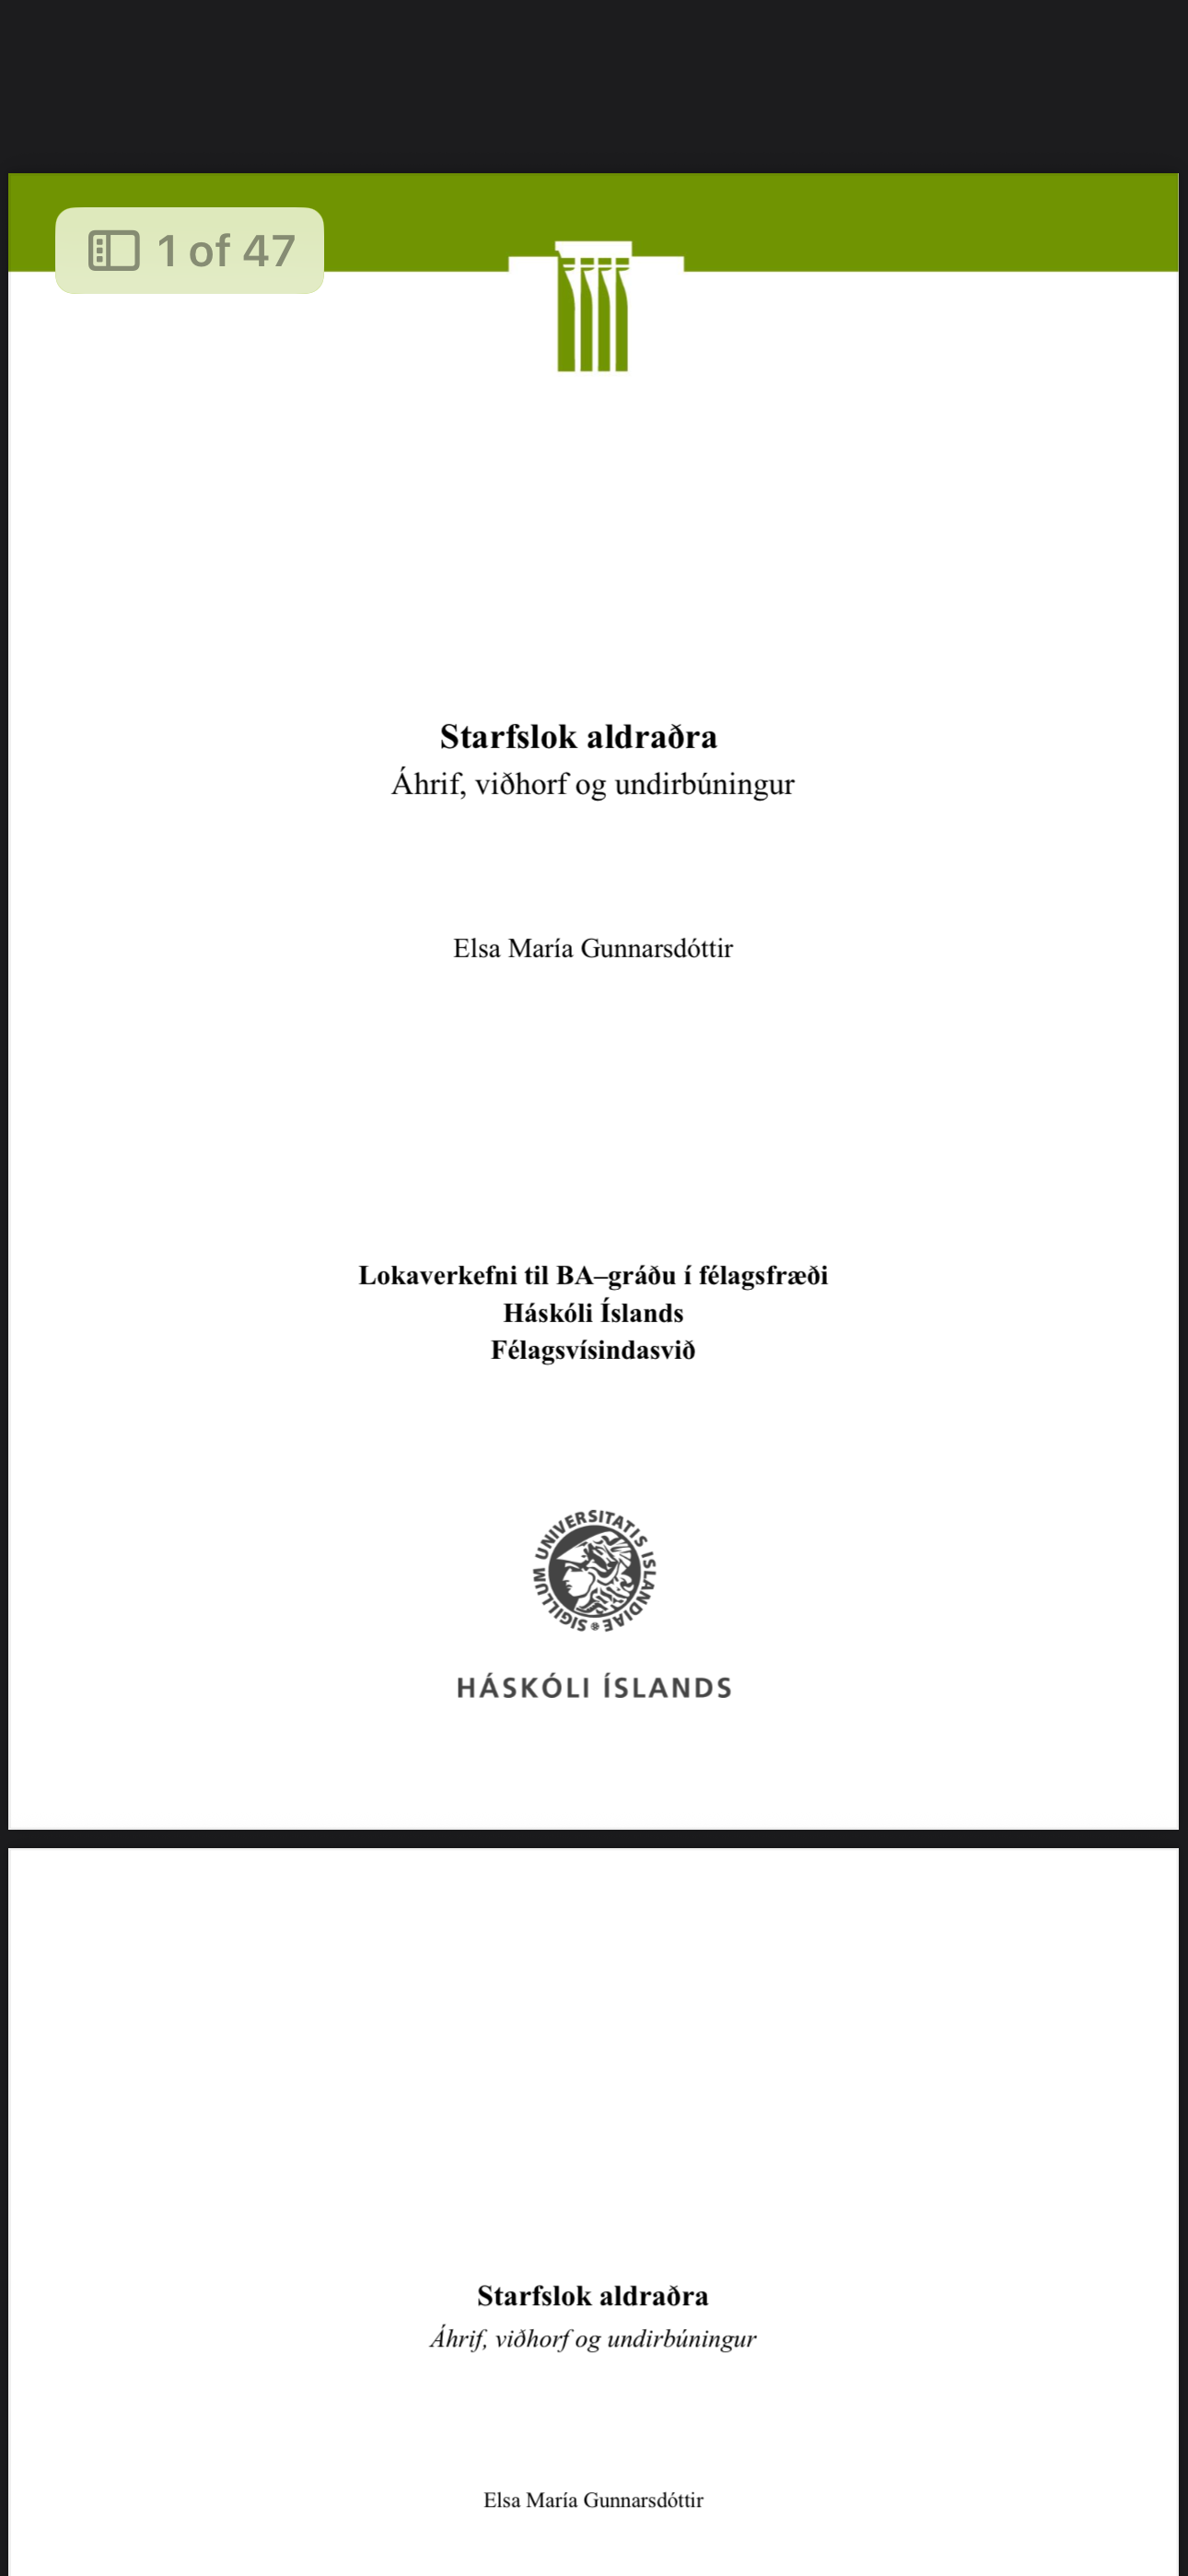 1 of 47
Starfslok aldraðra
Áhrif, viðhorf og undirbúningur
Elsa María Gunnarsdóttir
Lokaverkefni til BA–gráðu í félagsfræði
Háskóli Íslands
Félagsvísindasvið
SIGILLUM UNIVERSITATIS ISLANDIAE
HÁSKÓLI ÍSLANDS
Starfslok aldraðra
Áhrif, viðhorf og undirbúningur
Elsa María Gunnarsdóttir